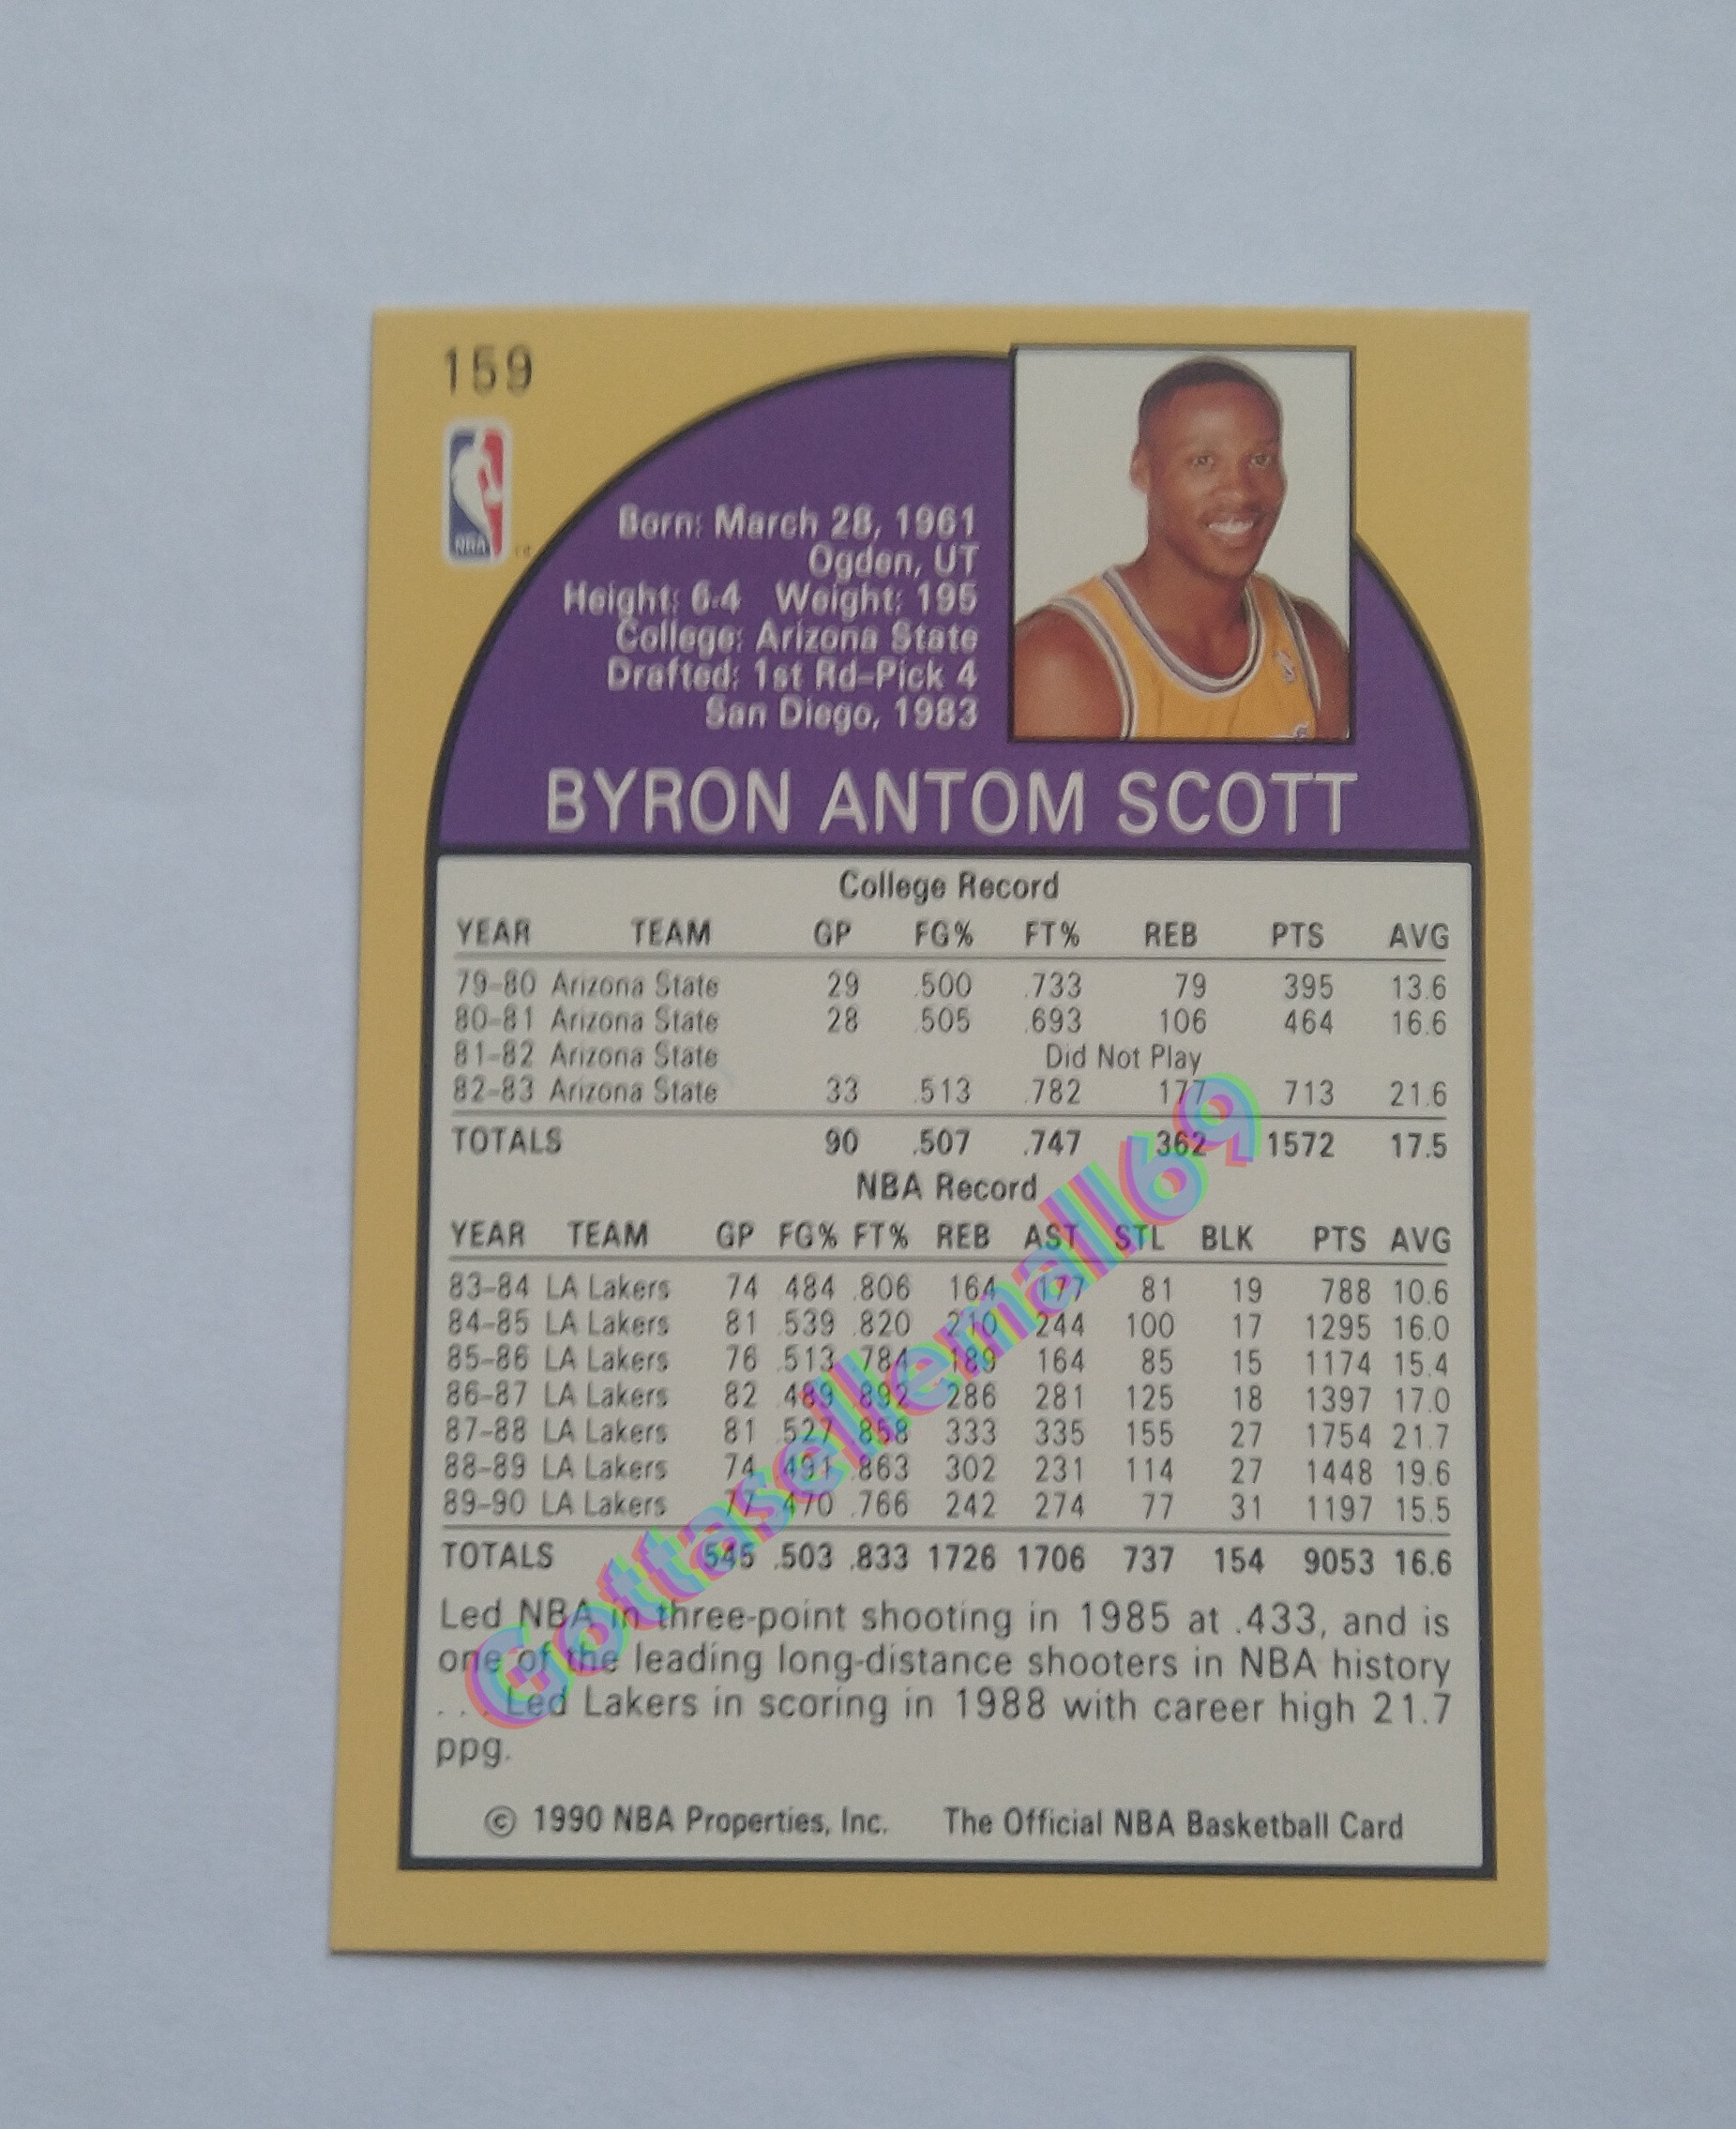 159
NBA
Born: March 28, 1961
Ogden, UT
Height: 6-4 Weight: 195
College: Arizona State
Drafted: 1st Rd–Pick 4
San Diego, 1983
BYRON ANTOM SCOTT
College Record
YEAR TEAM GP FG% FT% REB PTS AVG
79–80 Arizona State 29 .500 .733 79 395 13.6
80–81 Arizona State 28 .505 .693 106 464 16.6
81–82 Arizona State Did Not Play
82–83 Arizona State 33 .513 .782 177 713 21.6
TOTALS 90 .507 .747 362 1572 17.5
NBA Record
YEAR TEAM GP FG% FT% REB AST STL BLK PTS AVG
83–84 LA Lakers 74 .484 .806 164 177 81 19 788 10.6
84–85 LA Lakers 81 .539 .820 210 244 100 17 1295 16.0
85–86 LA Lakers 76 .513 .784 189 164 85 15 1174 15.4
86–87 LA Lakers 82 .489 .892 286 281 125 18 1397 17.0
87–88 LA Lakers 81 .527 .858 333 335 155 27 1754 21.7
88–89 LA Lakers 74 .491 .863 302 231 114 27 1448 19.6
89–90 LA Lakers 77 .470 .766 242 274 77 31 1197 15.5
TOTALS 545 .503 .833 1726 1706 737 154 9053 16.6
Led NBA in three-point shooting in 1985 at .433, and is
one of the leading long-distance shooters in NBA history
. . . Led Lakers in scoring in 1988 with career high 21.7
ppg.
© 1990 NBA Properties, Inc. The Official NBA Basketball Card
Gottasellemall69